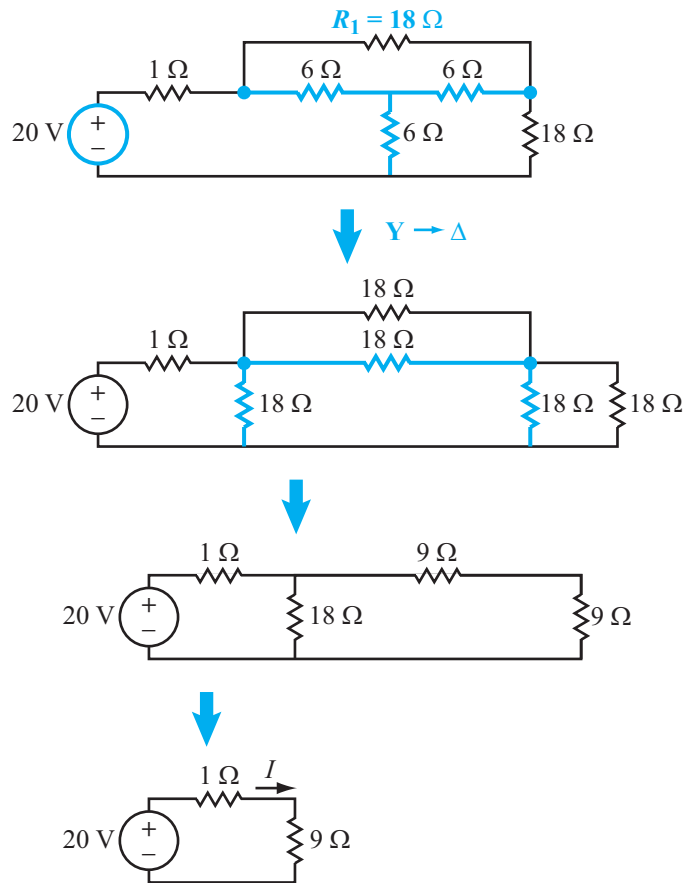 R₁ = 18 Ω
1 Ω 6 Ω 6 Ω
20 V + − 6 Ω 18 Ω
Y → Δ
18 Ω
1 Ω 18 Ω
20 V + − 18 Ω 18 Ω 18 Ω
1 Ω 9 Ω
20 V + − 18 Ω 9 Ω
1 Ω I
20 V + − 9 Ω